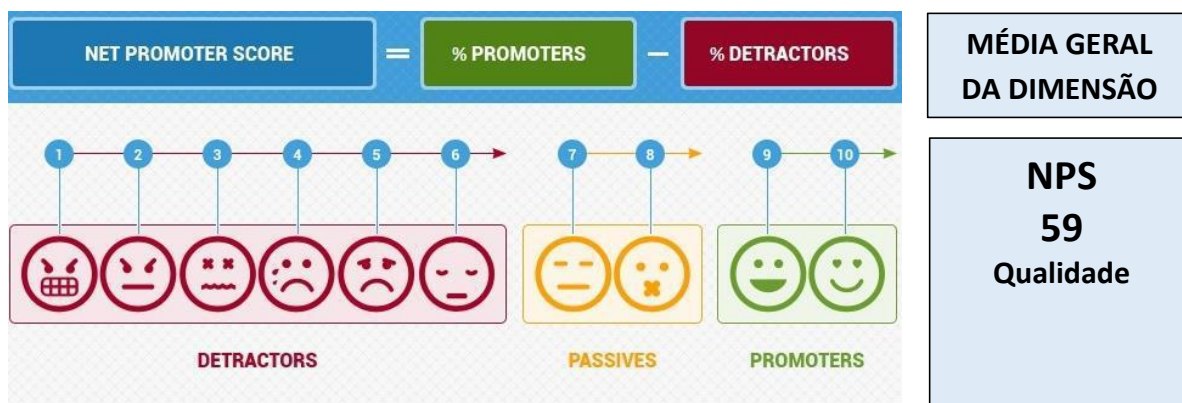 NET PROMOTER SCORE = % PROMOTERS — % DETRACTORS
1 2 3 4 5 6 7 8 9 10
DETRACTORS PASSIVES PROMOTERS
MÉDIA GERAL
DA DIMENSÃO
NPS
59
Qualidade